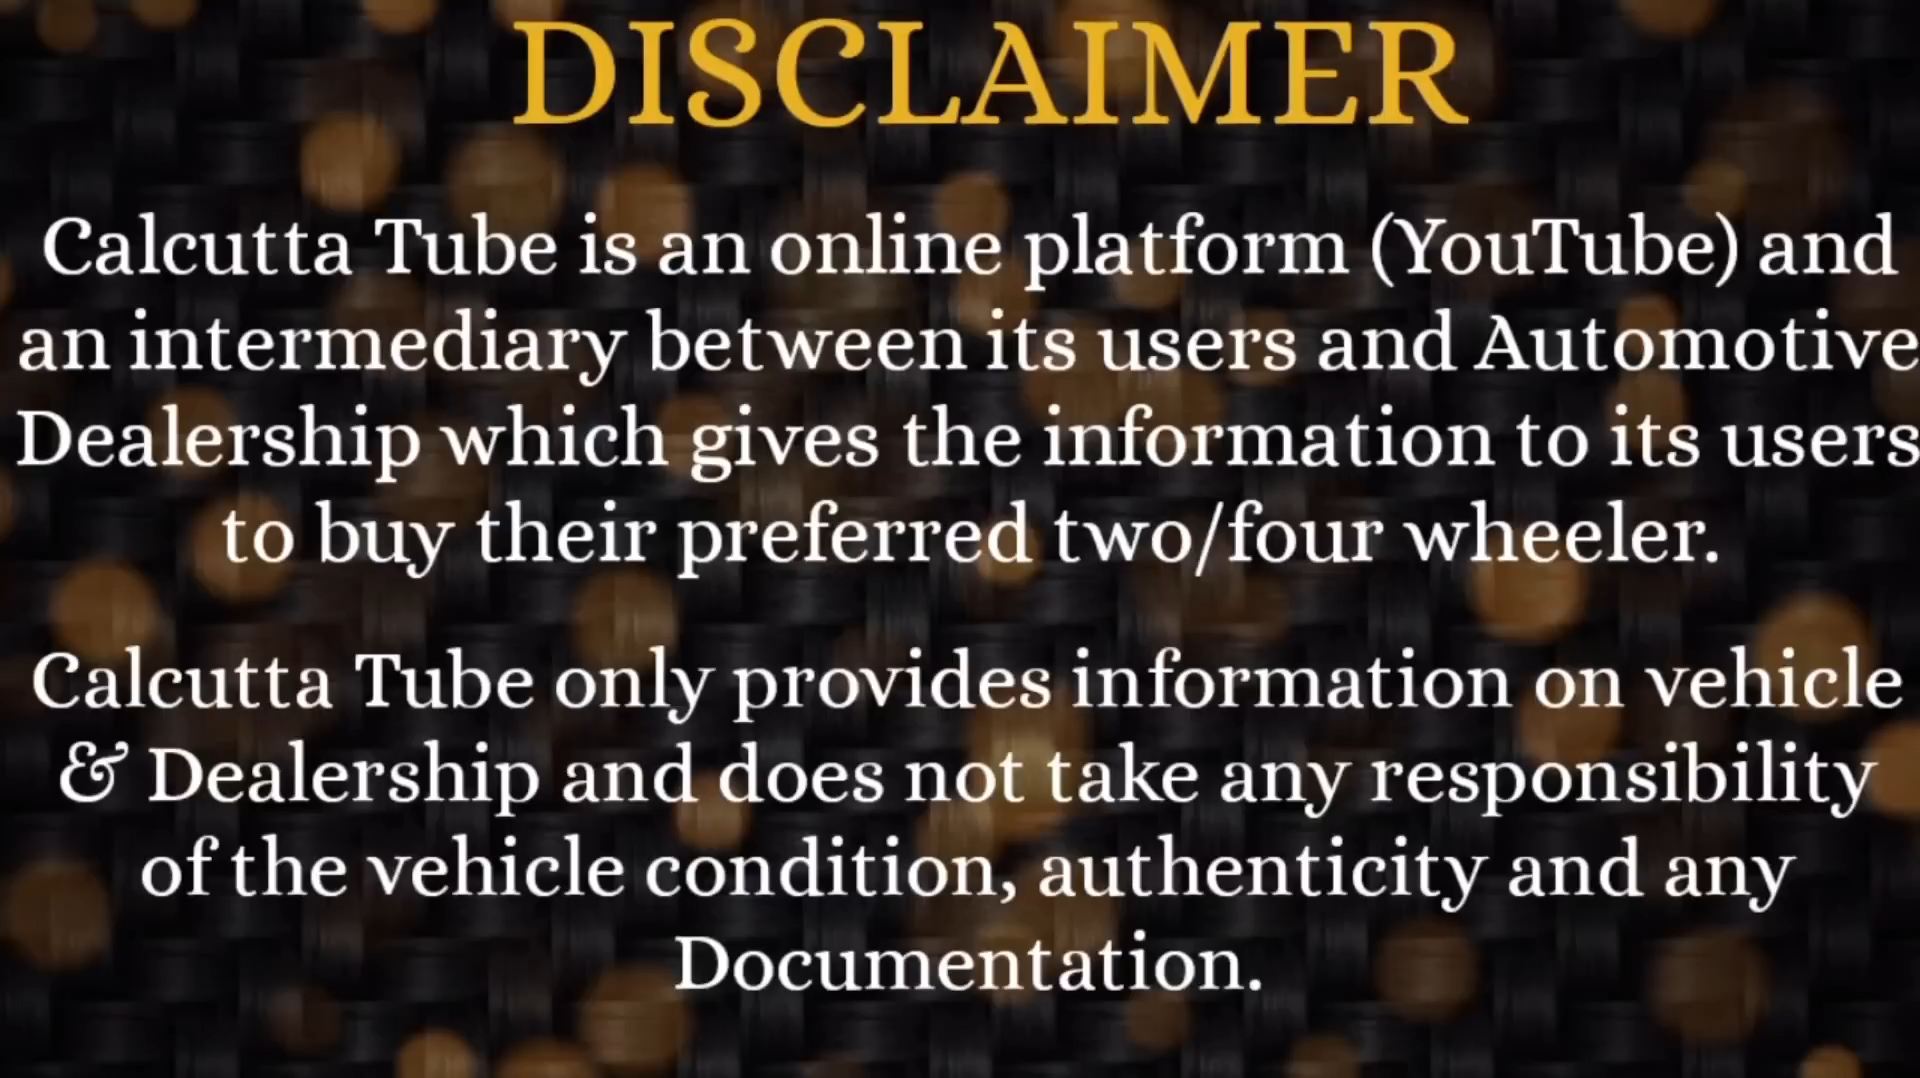 DISCLAIMER
Calcutta Tube is an online platform (YouTube) and
an intermediary between its users and Automotive
Dealership which gives the information to its users
to buy their preferred two/four wheeler.
Calcutta Tube only provides information on vehicle
& Dealership and does not take any responsibility
of the vehicle condition, authenticity and any
Documentation.